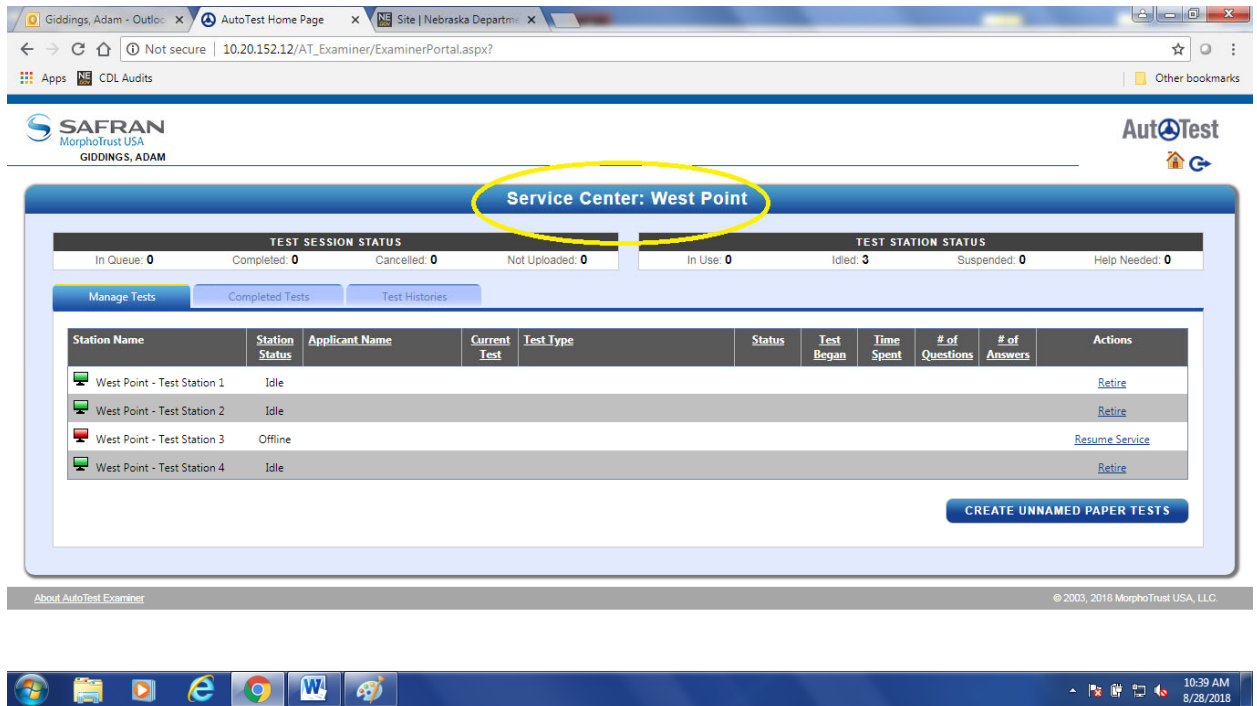 Giddings, Adam - Outloo
AutoTest Home Page
Site | Nebraska Departme
Not secure | 10.20.152.12/AT_Examiner/ExaminerPortal.aspx?
Apps
CDL Audits
Other bookmarks
SAFRAN
MorphoTrust USA
GIDDINGS, ADAM
AutoTest
Service Center: West Point
TEST SESSION STATUS
In Queue: 0 Completed: 0 Cancelled: 0 Not Uploaded: 0
TEST STATION STATUS
In Use: 0 Idled: 3 Suspended: 0 Help Needed: 0
Manage Tests Completed Tests Test Histories
Station Name Station Status Applicant Name Current Test Test Type Status Test Began Time Spent # of Questions # of Answers Actions
West Point - Test Station 1 Idle Retire
West Point - Test Station 2 Idle Retire
West Point - Test Station 3 Offline Resume Service
West Point - Test Station 4 Idle Retire
CREATE UNNAMED PAPER TESTS
About AutoTest Examiner
© 2003, 2018 MorphoTrust USA, LLC.
10:39 AM
8/28/2018